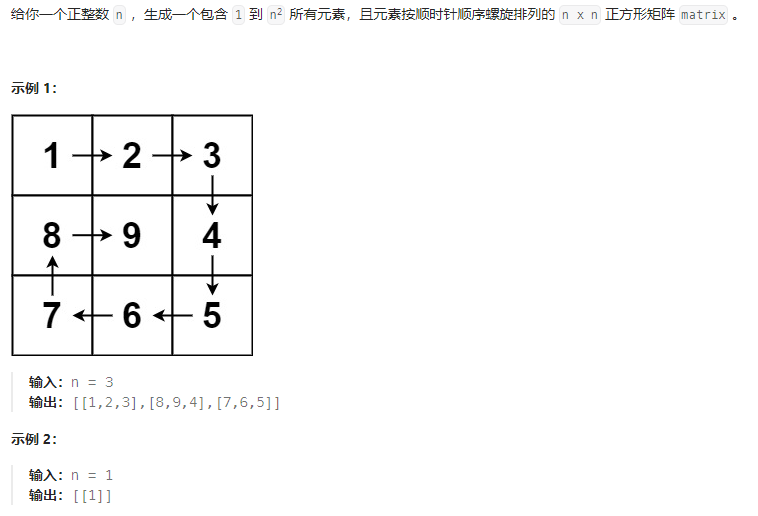 给你一个正整数 n ，生成一个包含 1 到 n² 所有元素，且元素按顺时针顺序螺旋排列的 n x n 正方形矩阵 matrix 。
示例 1：
1 2 3
8 9 4
7 6 5
输入：n = 3
输出：[[1,2,3],[8,9,4],[7,6,5]]
示例 2：
输入：n = 1
输出：[[1]]